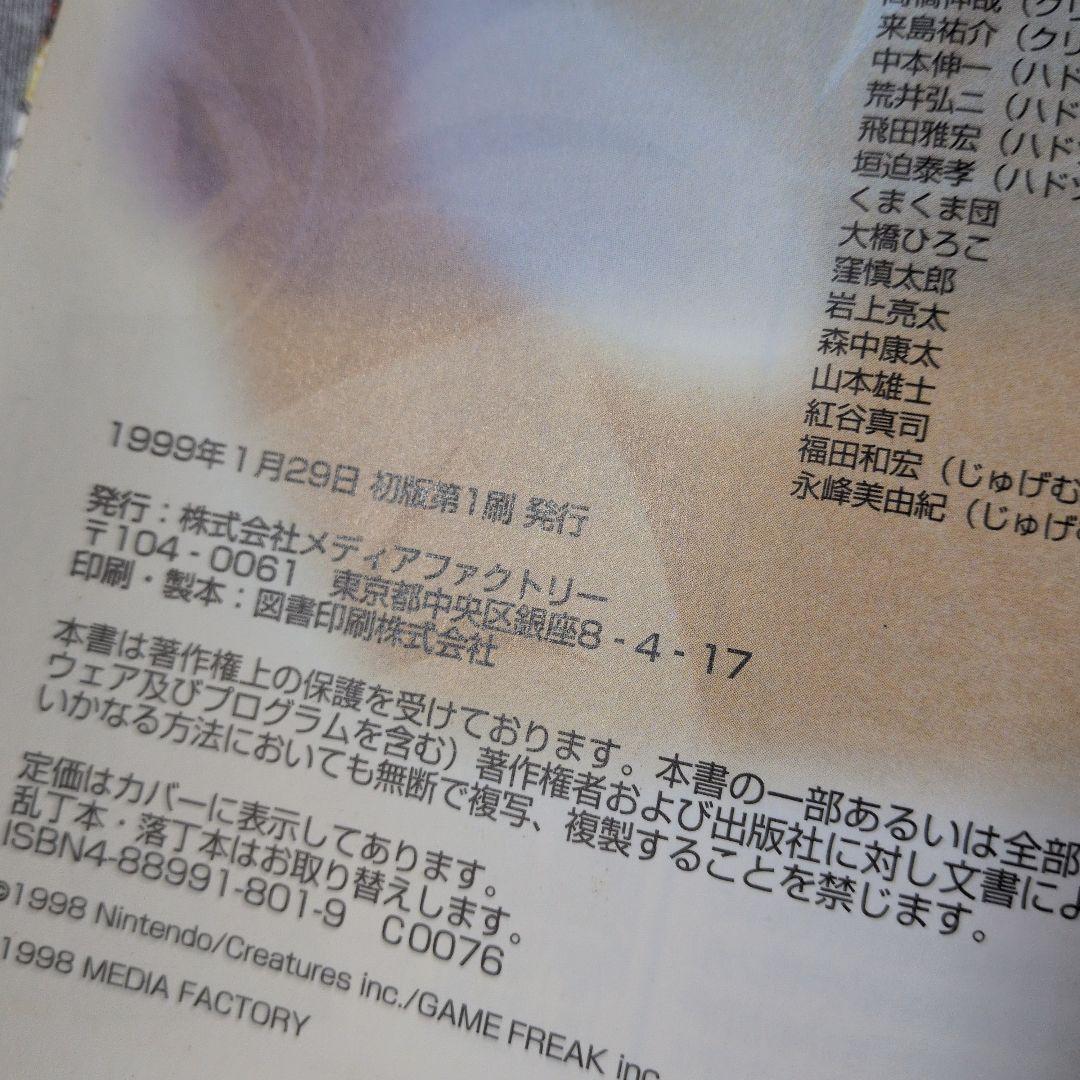 来島祐介（クリ
中本伸一（ハド
荒井弘二（ハド
飛田雅宏（ハド
垣迫泰孝（ハドッ
くまくま団
大橋ひろこ
窪慎太郎
岩上亮太
森中康太
山本雄士
紅谷真司
福田和宏（じゅげむ
永峰美由紀（じゅげ
1999年1月29日 初版第1刷 発行
発行：株式会社メディアファクトリー
〒104-0061 東京都中央区銀座8-4-17
印刷・製本：図書印刷株式会社
本書は著作権上の保護を受けております。本書の一部あるいは全部
ウェア及びプログラムを含む）著作権者および出版社に対し文書によ
いかなる方法においても無断で複写、複製することを禁じます。
定価はカバーに表示してあります。
乱丁本・落丁本はお取り替えします。
ISBN4-88991-801-9 C0076
©1998 Nintendo/Creatures inc./GAME FREAK inc
1998 MEDIA FACTORY